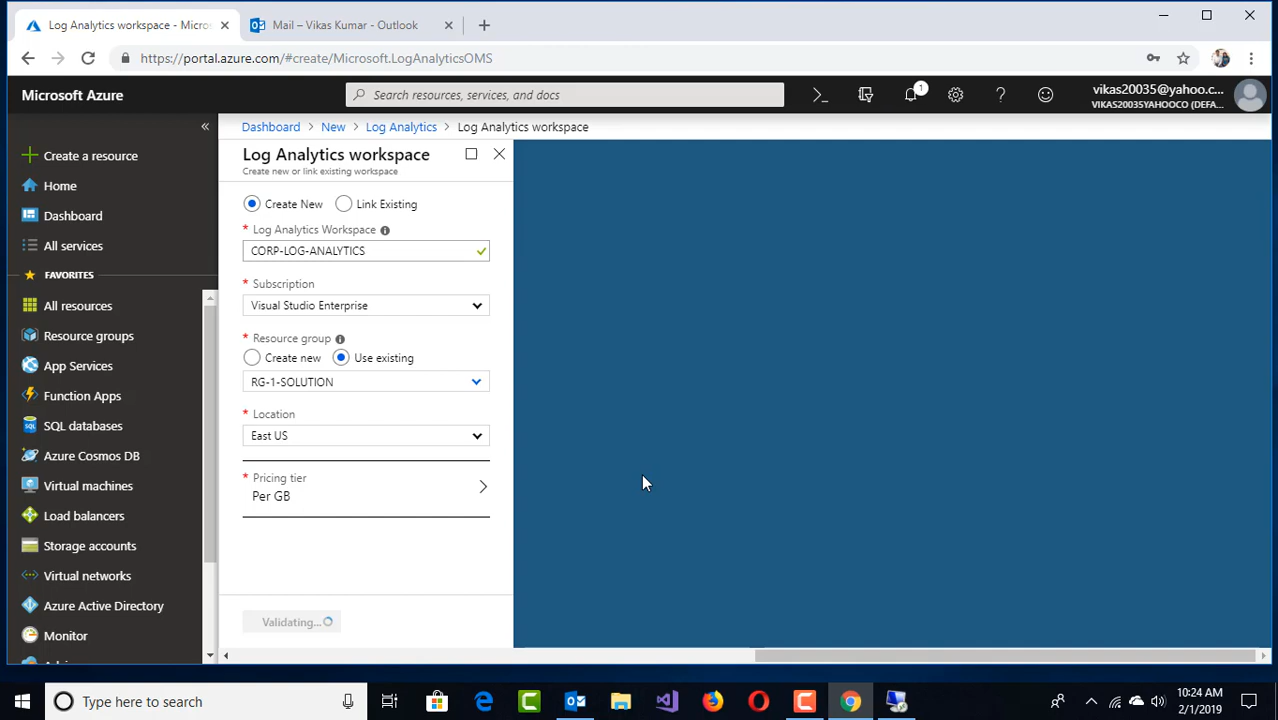 Log Analytics workspace - Micros
Mail – Vikas Kumar - Outlook
https://portal.azure.com/#create/Microsoft.LogAnalyticsOMS
Microsoft Azure
Search resources, services, and docs
1
vikas20035@yahoo.c...
VIKAS20035YAHOOCO (DEFA...
Create a resource
Home
Dashboard
All services
FAVORITES
All resources
Resource groups
App Services
Function Apps
SQL databases
Azure Cosmos DB
Virtual machines
Load balancers
Storage accounts
Virtual networks
Azure Active Directory
Monitor
Dashboard > New > Log Analytics > Log Analytics workspace
Log Analytics workspace
Create new or link existing workspace
Create New Link Existing
* Log Analytics Workspace
CORP-LOG-ANALYTICS
* Subscription
Visual Studio Enterprise
* Resource group
Create new Use existing
RG-1-SOLUTION
* Location
East US
* Pricing tier
Per GB
Validating...
Type here to search
10:24 AM
2/1/2019